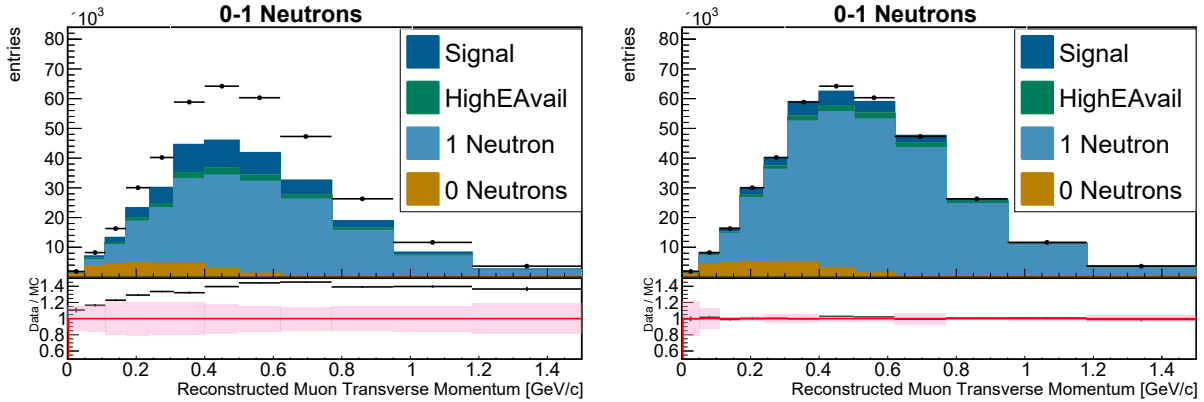 ×10³
0-1 Neutrons
entries
80
70
60
50
40
30
20
10
Signal
HighEAvail
1 Neutron
0 Neutrons
Data / MC
1.4
1.2
1
0.8
0.6
0 0.2 0.4 0.6 0.8 1 1.2 1.4
Reconstructed Muon Transverse Momentum [GeV/c]
×10³
0-1 Neutrons
entries
80
70
60
50
40
30
20
10
Signal
HighEAvail
1 Neutron
0 Neutrons
Data / MC
1.4
1.2
1
0.8
0.6
0 0.2 0.4 0.6 0.8 1 1.2 1.4
Reconstructed Muon Transverse Momentum [GeV/c]